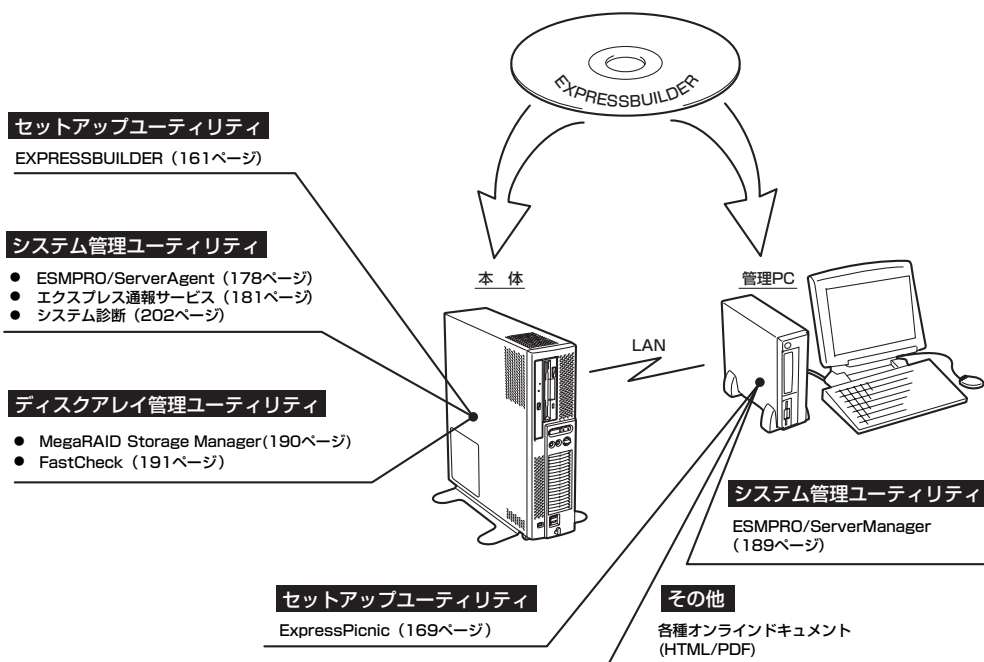 EXPRESSBUILDER
セットアップユーティリティ
EXPRESSBUILDER（161ページ）
システム管理ユーティリティ
● ESMPRO/ServerAgent（178ページ）
● エクスプレス通報サービス（181ページ）
● システム診断（202ページ）
ディスクアレイ管理ユーティリティ
● MegaRAID Storage Manager(190ページ)
● FastCheck（191ページ）
本　体
LAN
管理PC
システム管理ユーティリティ
ESMPRO/ServerManager
（189ページ）
セットアップユーティリティ
ExpressPicnic（169ページ）
その他
各種オンラインドキュメント
(HTML/PDF)